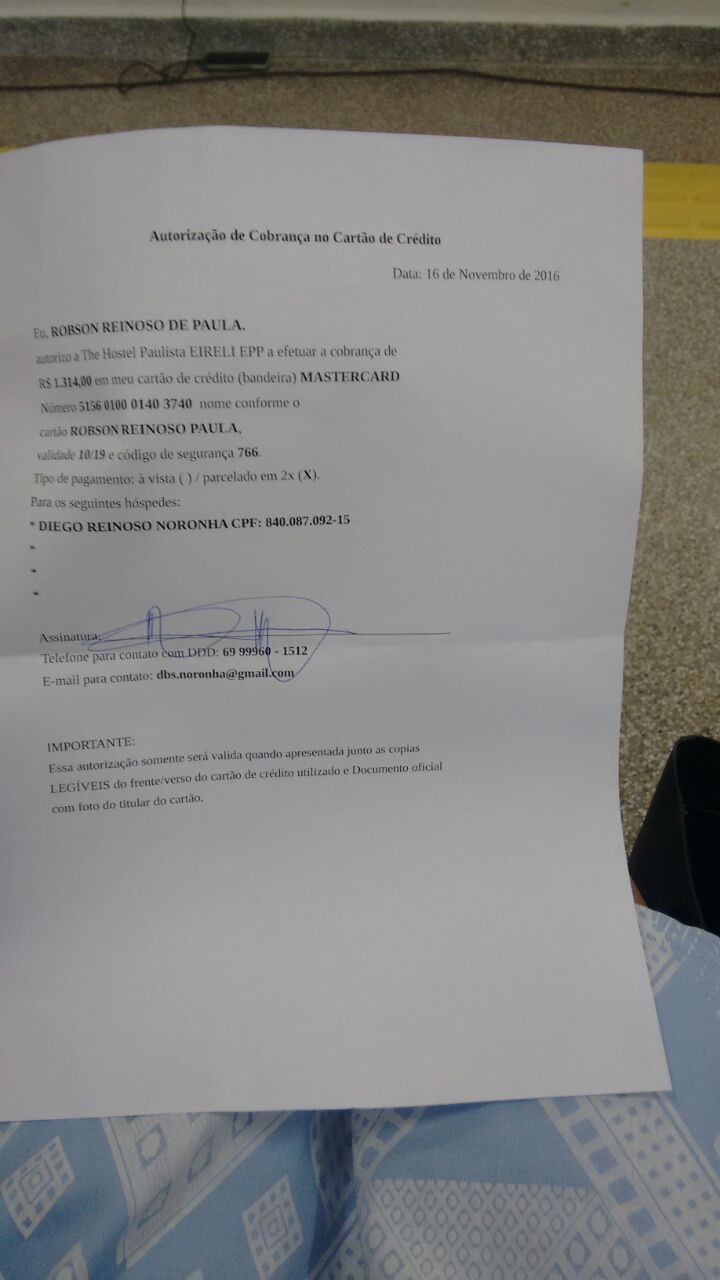 Autorização de Cobrança no Cartão de Crédito
Data: 16 de Novembro de 2016
Eu, ROBSON REINOSO DE PAULA.
autorizo a The Hostel Paulista EIRELI EPP a efetuar a cobrança de
R$ 1.314,00 em meu cartão de crédito (bandeira) MASTERCARD
Número 5156 0100 0140 3740 nome conforme o
cartão ROBSON REINOSO PAULA,
validade 10/19 e código de segurança 766.
Tipo de pagamento: à vista ( ) / parcelado em 2x (X).
Para os seguintes hóspedes:
* DIEGO REINOSO NORONHA CPF: 840.087.092-15
*
*
*
Assinatura
Telefone para contato com DDD: 69 99960 - 1512
E-mail para contato: dbs.noronha@gmail.com
IMPORTANTE:
Essa autorização somente será valida quando apresentada junto as copias
LEGÍVEIS do frente/verso do cartão de crédito utilizado e Documento oficial
com foto do titular do cartão.